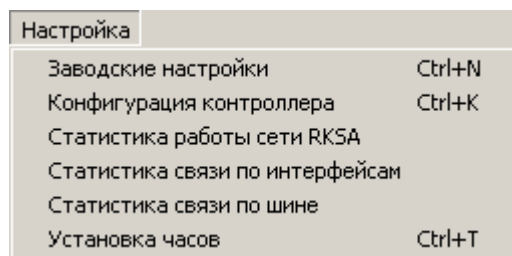 Настройка
Заводские настройки Ctrl+N
Конфигурация контроллера Ctrl+K
Статистика работы сети RKSA
Статистика связи по интерфейсам
Статистика связи по шине
Установка часов Ctrl+T